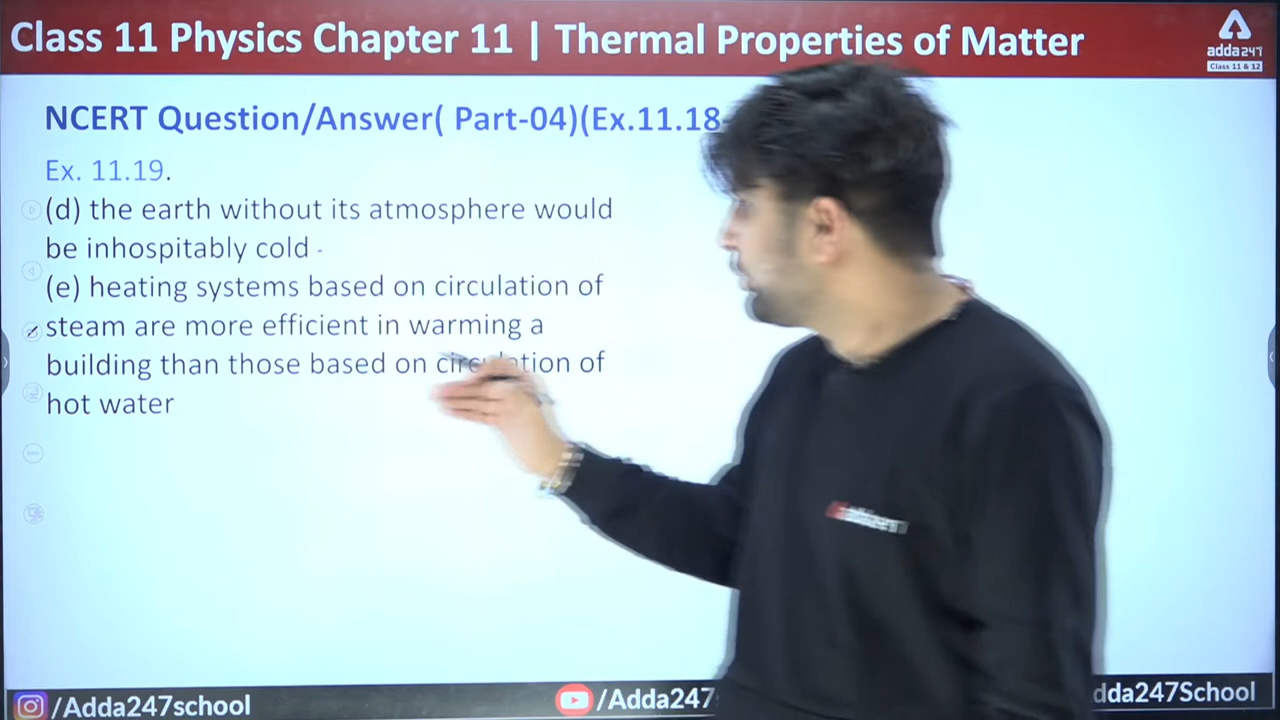 Class 11 Physics Chapter 11 | Thermal Properties of Matter
adda247
Class 11 & 12
NCERT Question/Answer( Part-04)(Ex.11.18
Ex. 11.19.
(d) the earth without its atmosphere would
be inhospitably cold -
(e) heating systems based on circulation of
steam are more efficient in warming a
building than those based on circulation of
hot water
/Adda247school
/Adda247
dda247School